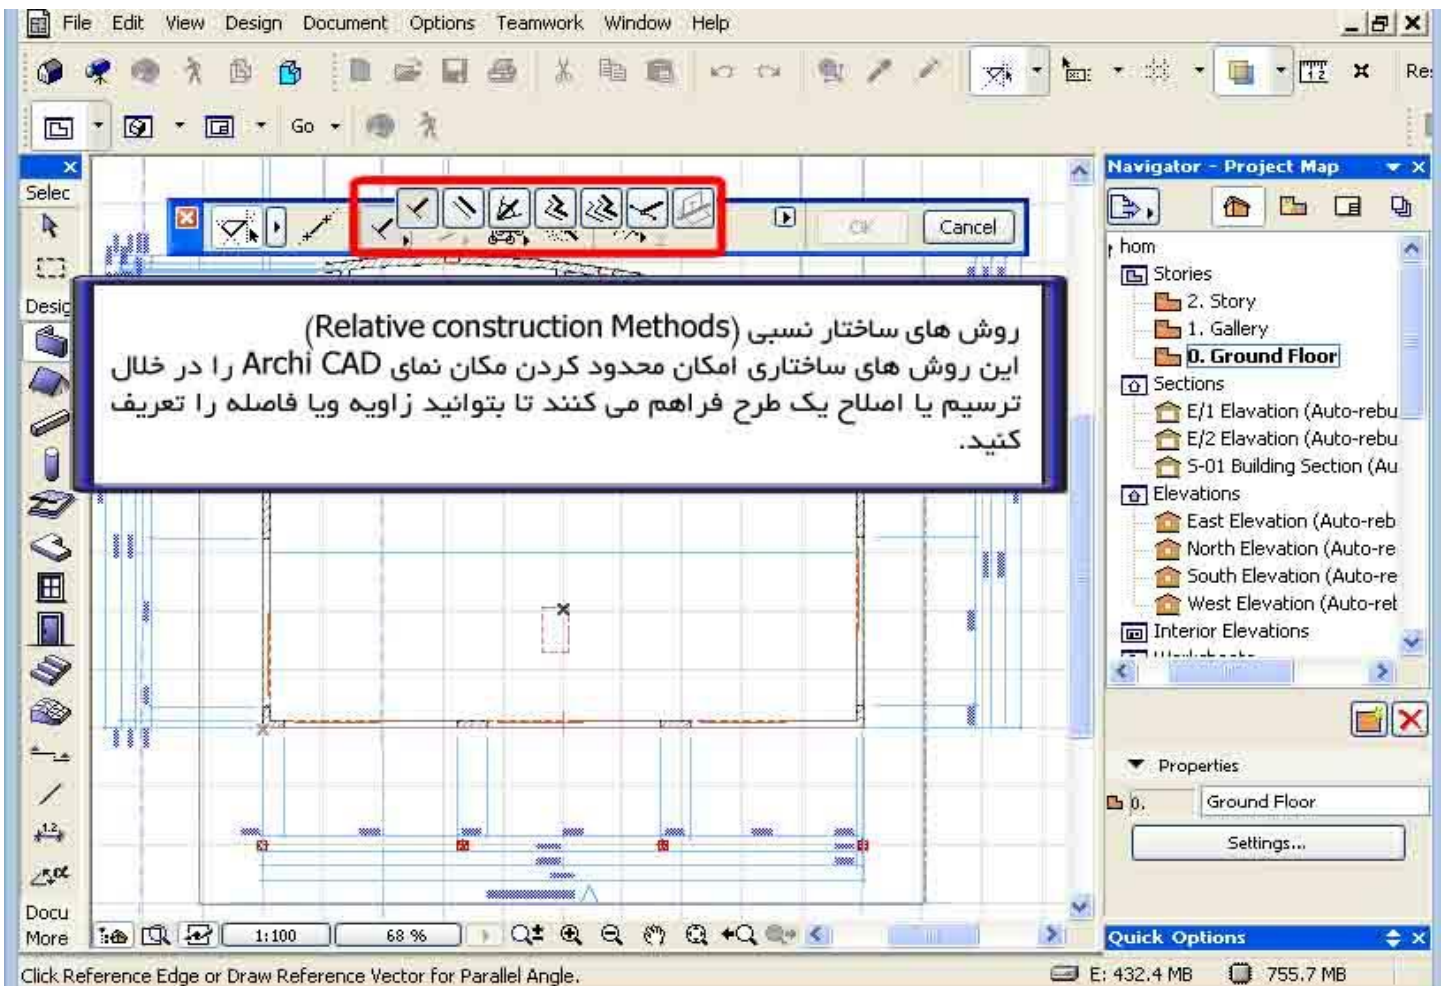 File Edit View Design Document Options Teamwork Window Help
Go
Selec
Cancel
OK
روش های ساختار نسبی (Relative construction Methods)
این روش های ساختاری امکان محدود کردن مکان نمای Archi CAD را در خلال
ترسیم یا اصلاح یک طرح فراهم می کنند تا بتوانید زاویه ویا فاصله را تعریف
کنید.
Desig
Docu
More
1:100
68 %
Click Reference Edge or Draw Reference Vector for Parallel Angle.
Navigator - Project Map
hom
Stories
2. Story
1. Gallery
0. Ground Floor
Sections
E/1 Elavation (Auto-rebu
E/2 Elavation (Auto-rebu
S-01 Building Section (Au
Elevations
East Elevation (Auto-reb
North Elevation (Auto-re
South Elevation (Auto-re
West Elevation (Auto-ret
Interior Elevations
Properties
0. Ground Floor
Settings...
Quick Options
E: 432.4 MB 755.7 MB